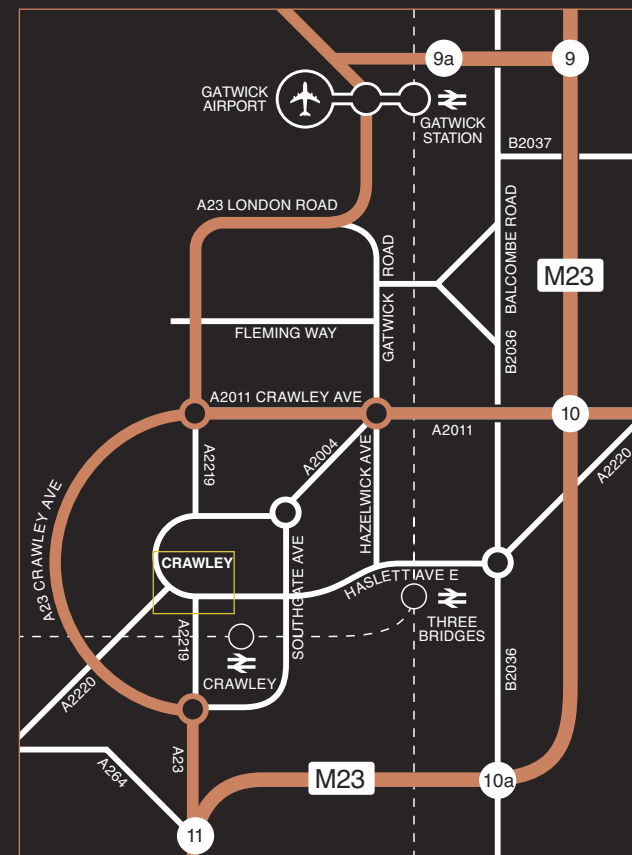 9a
9
GATWICK
AIRPORT
GATWICK
STATION
B2037
A23 LONDON ROAD
BALCOMBE ROAD
GATWICK ROAD
M23
FLEMING WAY
B2036
A2011 CRAWLEY AVE
10
A2011
A2219
A2004
HAZELWICK AVE
A2220
A23 CRAWLEY AVE
CRAWLEY
SOUTHGATE AVE
HASLETT AVE E
THREE
BRIDGES
A2219
CRAWLEY
A2220
B2036
A23
A264
M23
10a
11